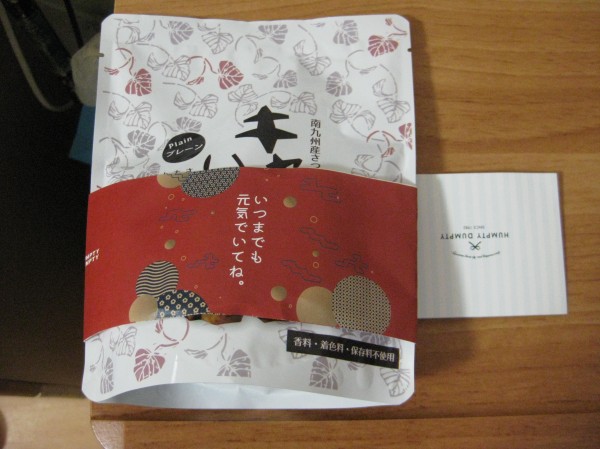 南九州産さつ
Plain
プレーン
いつまでも
元気でいてね。
香料・着色料・保存料不使用
HUMPTY DUMPTY